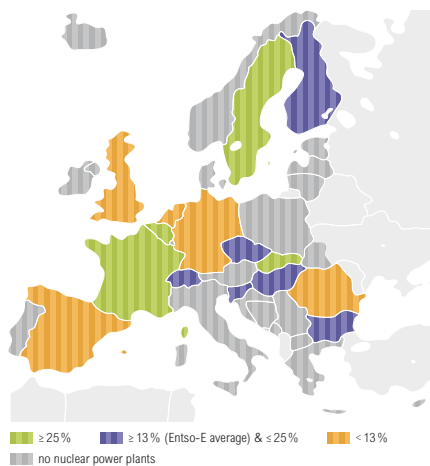 ≥ 25 % ≥ 13 % (Entso-E average) & ≤ 25 % < 13 %
no nuclear power plants